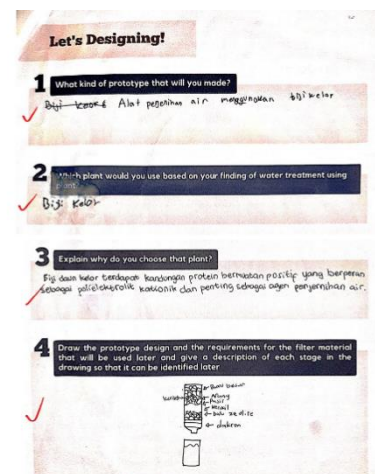 Let's Designing!
1 What kind of prototype that will you made?
Alat penjernihan air menggunakan biji kelor
2 Which plant would you use based on your finding of water treatment using plant
Biji Kelor
3 Explain why do you choose that plant?
Biji daun kelor terdapat kandungan protein bermuatan positif yang berperan
sebagai polielektrolit kationik dan penting sebagai agen penjernihan air.
4 Draw the prototype design and the requirements for the filter material
that will be used later and give a description of each stage in the
drawing so that it can be identified later
Arang
Pasir
Kerikil
batu zeolite
dakron